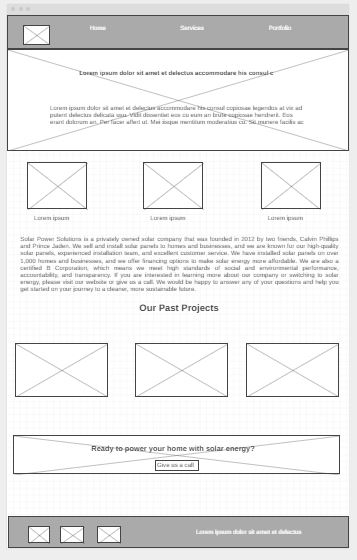 Home Services Portfolio
Lorem ipsum dolor sit amet et delectus accommodare his consul c
Lorem ipsum dolor sit amet et delectus accommodare his consul copiosae legendos at vix ad
putent delectus delicata usu. Vidit dissentiet eos cu eum an brute copiosae hendrerit. Eos
erant dolorum an. Per facer affert ut. Mei iisque mentitum moderatius cu. Sit munere facilis ac
Lorem ipsum Lorem ipsum Lorem ipsum
Solar Power Solutions is a privately owned solar company that was founded in 2012 by two friends, Calvin Phillips
and Prince Jaden. We sell and install solar panels to homes and businesses, and we are known for our high-quality
solar panels, experienced installation team, and excellent customer service. We have installed solar panels on over
1,000 homes and businesses, and we offer financing options to make solar energy more affordable. We are also a
certified B Corporation, which means we meet high standards of social and environmental performance,
accountability, and transparency. If you are interested in learning more about our company or switching to solar
energy, please visit our website or give us a call. We would be happy to answer any of your questions and help you
get started on your journey to a cleaner, more sustainable future.
Our Past Projects
Ready to power your home with solar energy?
Give us a call
Lorem ipsum dolor sit amet et delectus